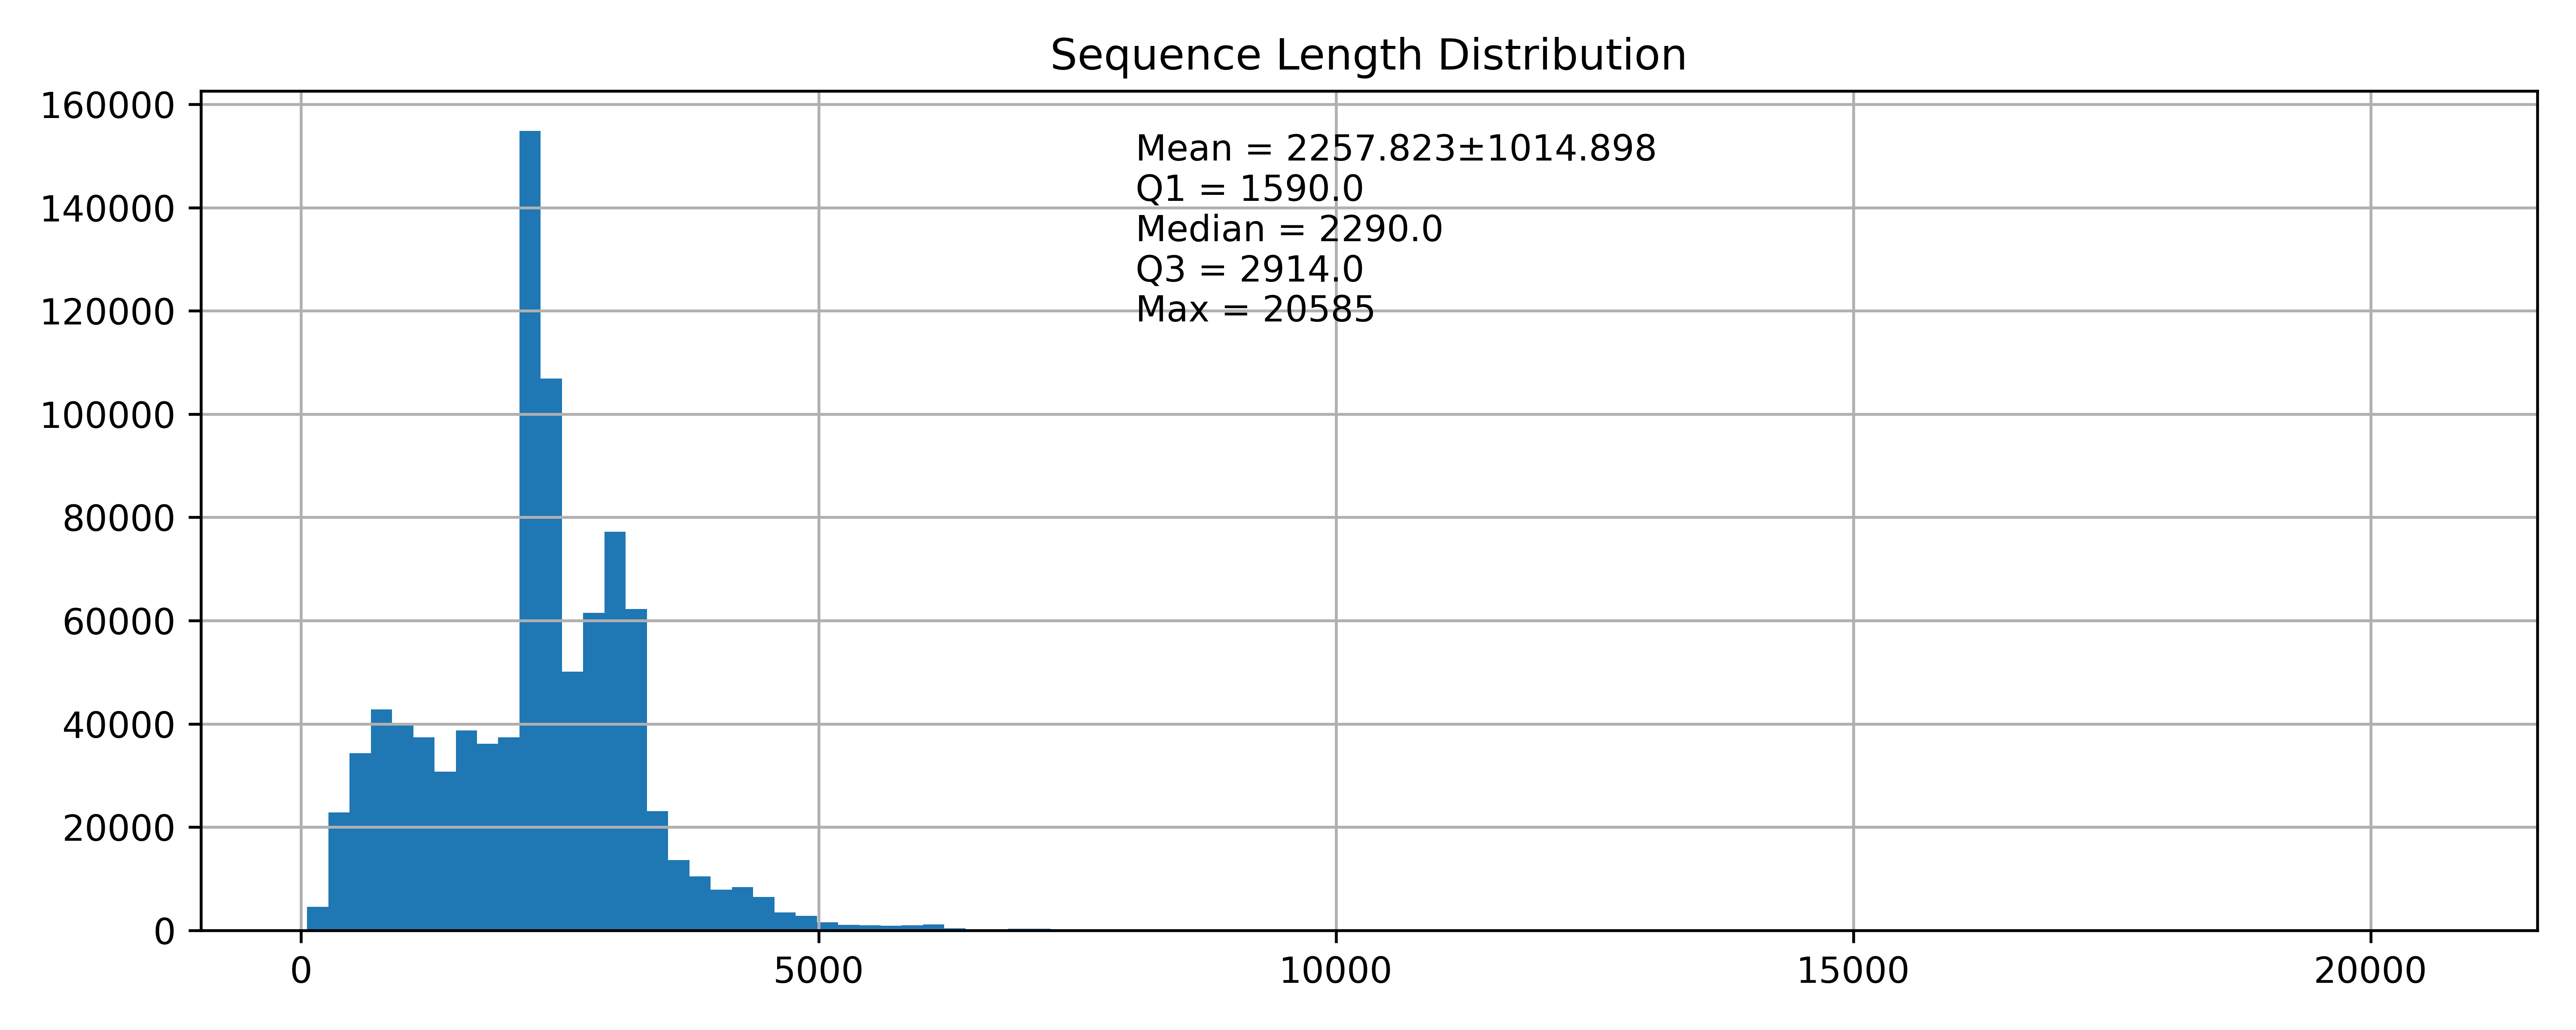 Sequence Length Distribution
160000
140000
120000
100000
80000
60000
40000
20000
0
Mean = 2257.823±1014.898
Q1 = 1590.0
Median = 2290.0
Q3 = 2914.0
Max = 20585
0 5000 10000 15000 20000